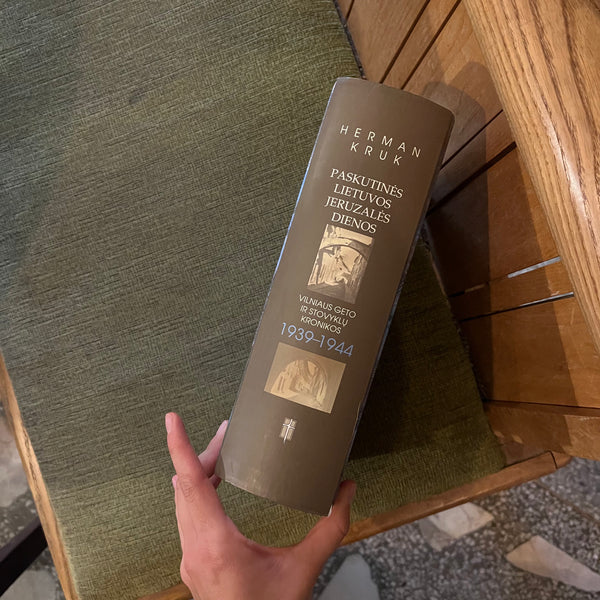 HERMAN
KRUK
PASKUTINĖS
LIETUVOS
JERUZALĖS
DIENOS
VILNIAUS GETO
IR STOVYKLŲ
KRONIKOS
1939–1944